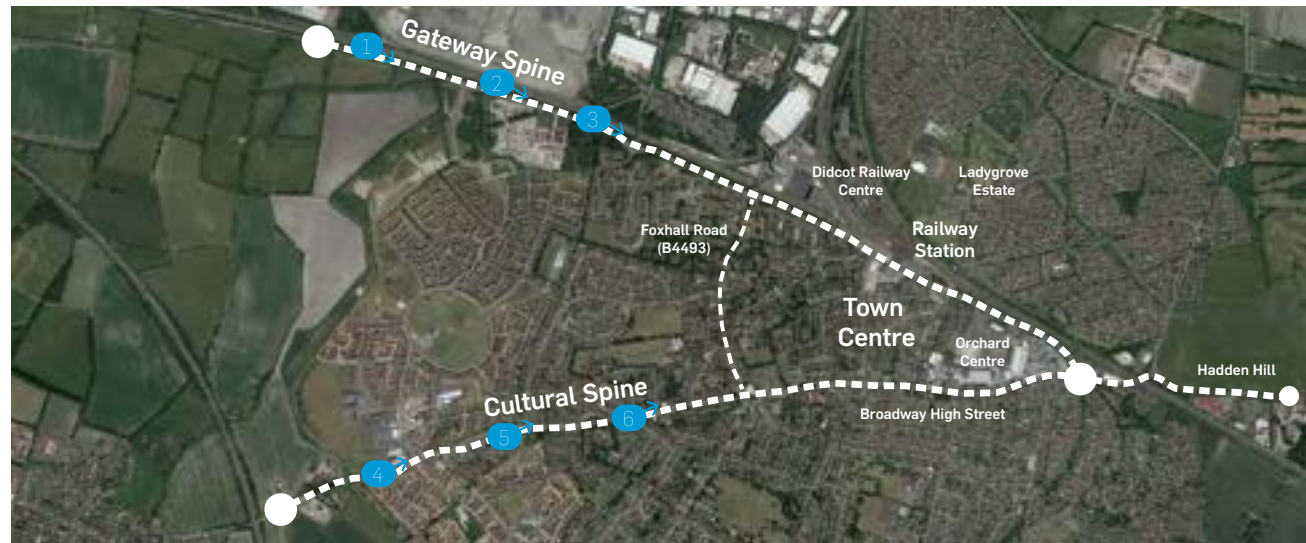 Gateway Spine
1
2
3
Didcot Railway
Centre
Ladygrove
Estate
Foxhall Road
(B4493)
Railway
Station
Town
Centre
Orchard
Centre
Hadden Hill
Cultural Spine
Broadway High Street
4
5
6